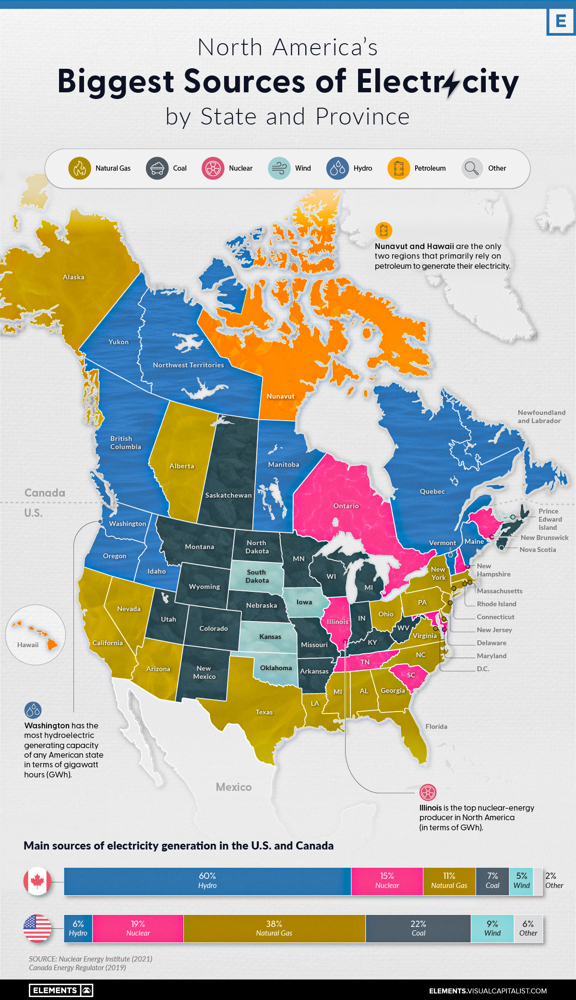 E
North America's
Biggest Sources of Electricity
by State and Province
Natural Gas
Coal
Nuclear
Wind
Hydro
Petroleum
Other
Nunavut and Hawaii are the only
two regions that primarily rely on
petroleum to generate their electricity.
Alaska
Yukon
Northwest Territories
Nunavut
Newfoundland
and Labrador
British
Columbia
Alberta
Saskatchewan
Manitoba
Ontario
Quebec
Canada
U.S.
Prince
Edward
Island
New Brunswick
Nova Scotia
Washington
Oregon
Idaho
Montana
North
Dakota
MN
South
Dakota
Wyoming
WI
MI
Vermont
Maine
New
York
New
Hampshire
Massachusetts
Rhode Island
Connecticut
New Jersey
Delaware
Maryland
D.C.
Nevada
Utah
Colorado
Nebraska
Iowa
Illinois
IN
Ohio
PA
WV
Virginia
Hawaii
California
Arizona
New
Mexico
Kansas
Oklahoma
Missouri
Arkansas
KY
TN
NC
SC
Texas
LA
MI
AL
Georgia
Florida
Washington has the
most hydroelectric
generating capacity
of any American state
in terms of gigawatt
hours (GWh).
Mexico
Illinois is the top nuclear-energy
producer in North America
(in terms of GWh).
Main sources of electricity generation in the U.S. and Canada
60%
Hydro
15%
Nuclear
11%
Natural Gas
7%
Coal
5%
Wind
2%
Other
6%
Hydro
19%
Nuclear
38%
Natural Gas
22%
Coal
9%
Wind
6%
Other
SOURCE: Nuclear Energy Institute (2021)
Canada Energy Regulator (2019)
ELEMENTS
ELEMENTS.VISUALCAPITALIST.COM